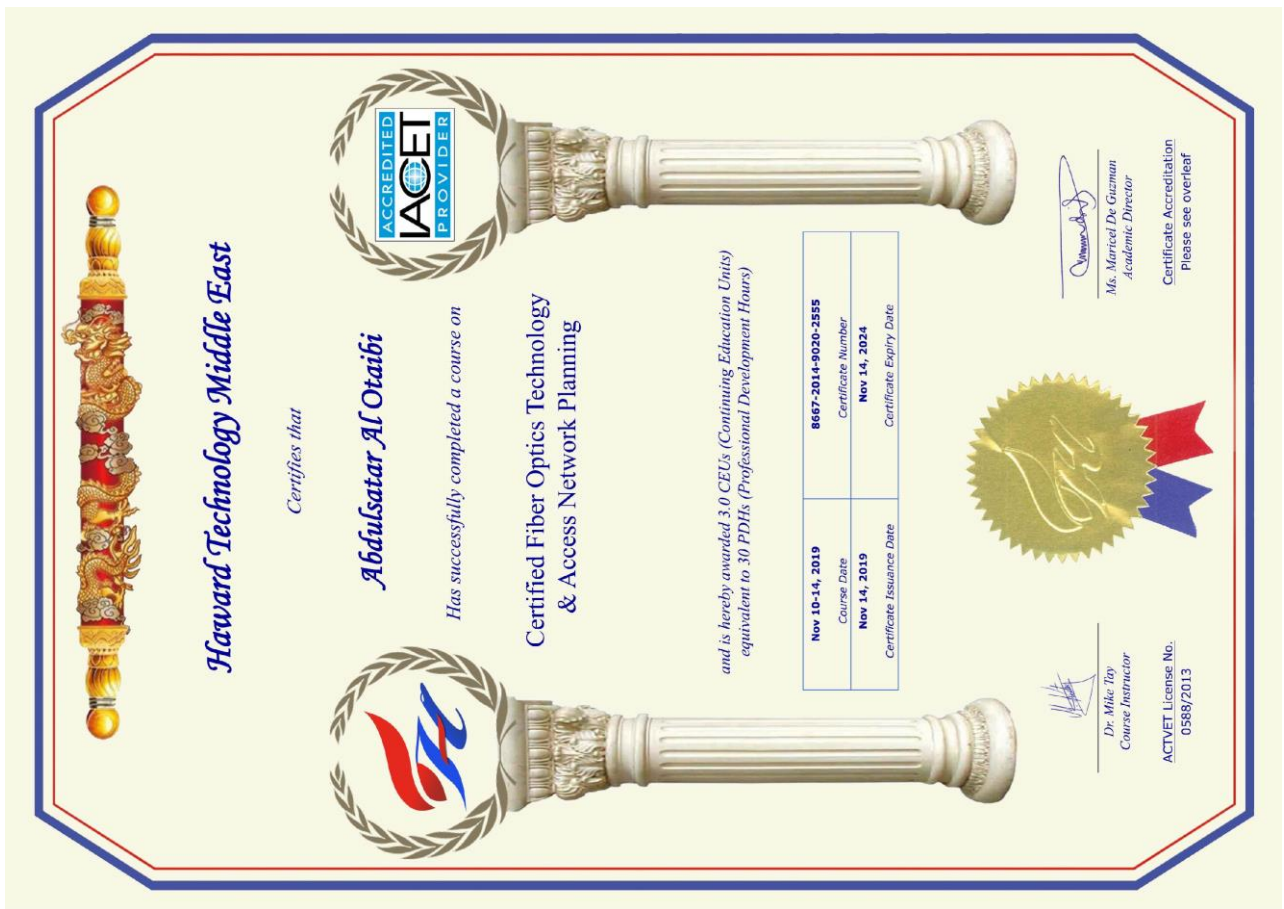 Haward Technology Middle East
Certifies that
Abdulsatar Al Otaibi
Has successfully completed a course on
Certified Fiber Optics Technology
& Access Network Planning
and is hereby awarded 3.0 CEUs (Continuing Education Units)
equivalent to 30 PDHs (Professional Development Hours)
Nov 10-14, 2019
Course Date
8667-2014-9020-2555
Certificate Number
Nov 14, 2019
Certificate Issuance Date
Nov 14, 2024
Certificate Expiry Date
Dr. Mike Tay
Course Instructor
Ms. Maricel De Guzman
Academic Director
ACTVET License No.
0588/2013
Certificate Accreditation
Please see overleaf
ACCREDITED
IACET
PROVIDER